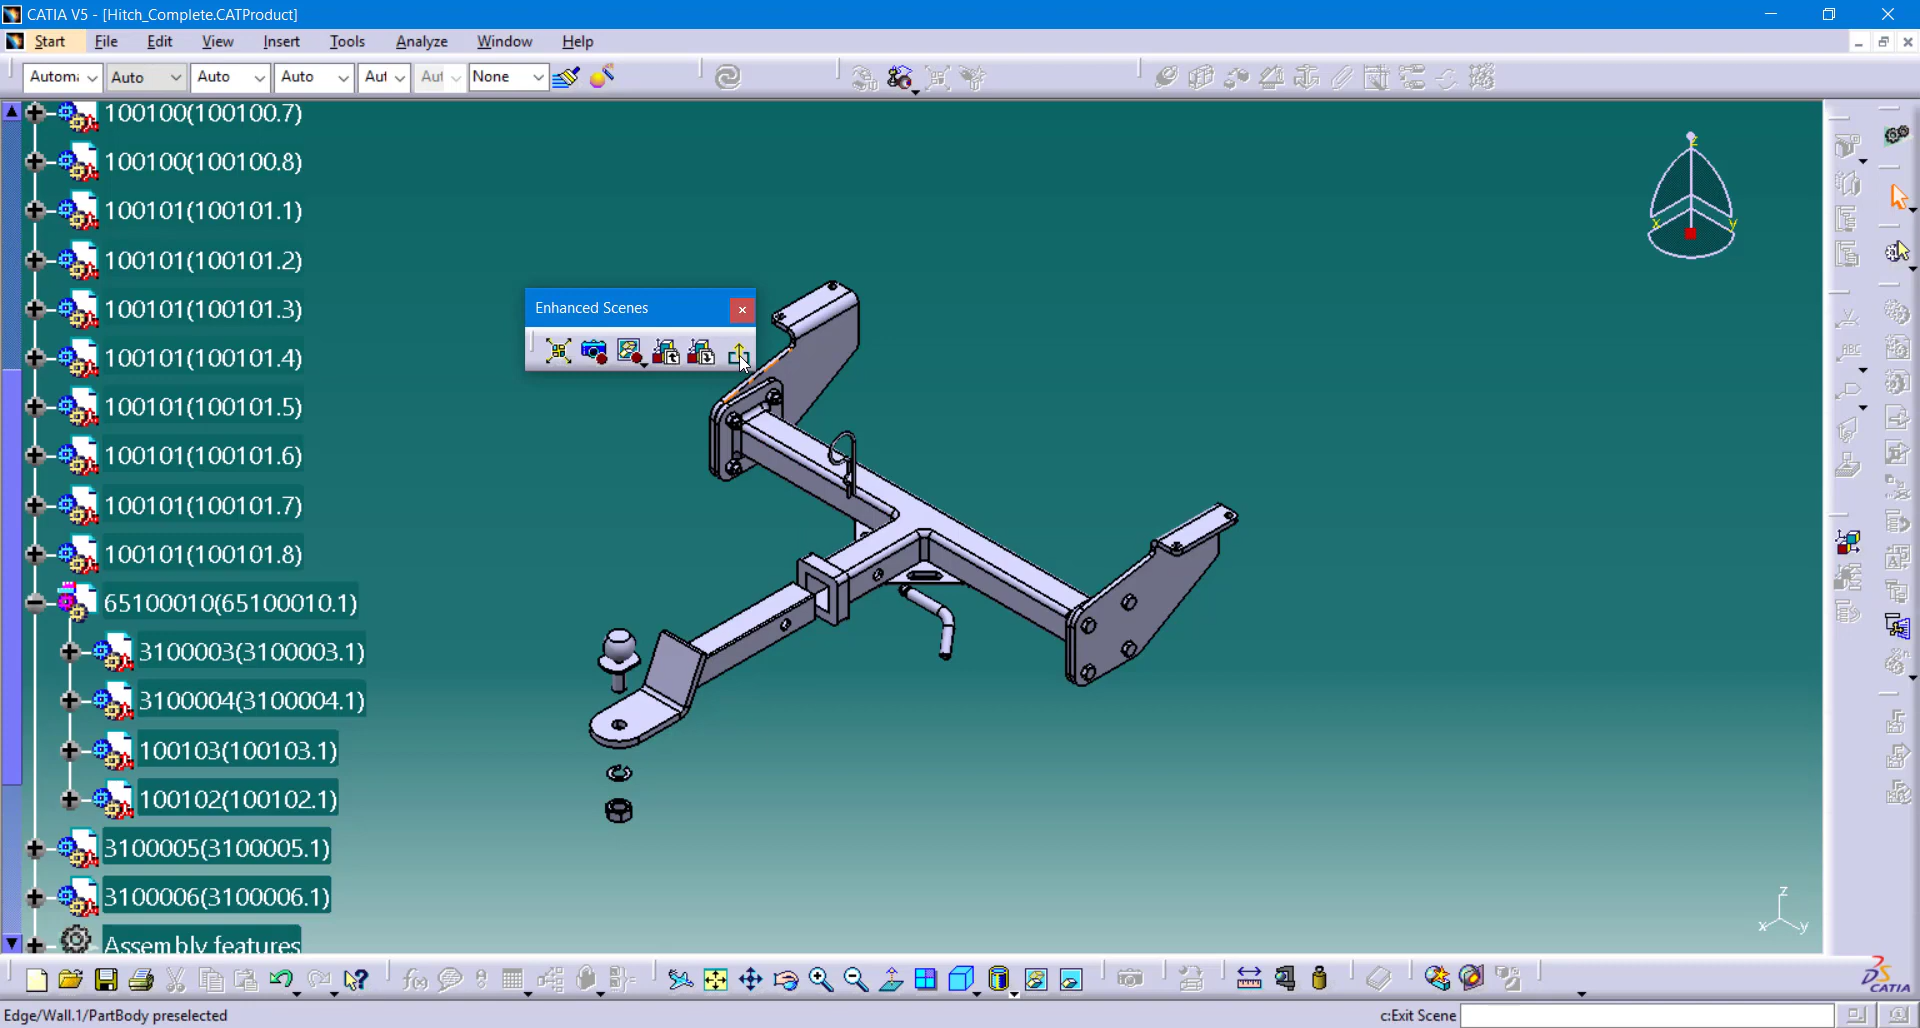 CATIA V5 - [Hitch_Complete.CATProduct]
Start File Edit View Insert Tools Analyze Window Help
Auto Auto Auto Aut Aut None
100100(100100.7)
100100(100100.8)
100101(100101.1)
100101(100101.2)
100101(100101.3)
100101(100101.4)
100101(100101.5)
100101(100101.6)
100101(100101.7)
100101(100101.8)
65100010(65100010.1)
3100003(3100003.1)
3100004(3100004.1)
100103(100103.1)
100102(100102.1)
3100005(3100005.1)
3100006(3100006.1)
Assembly features
Enhanced Scenes
z
x y
ABC
z
x y
f(x)
CATIA
Edge/Wall.1/PartBody preselected
c:Exit Scene